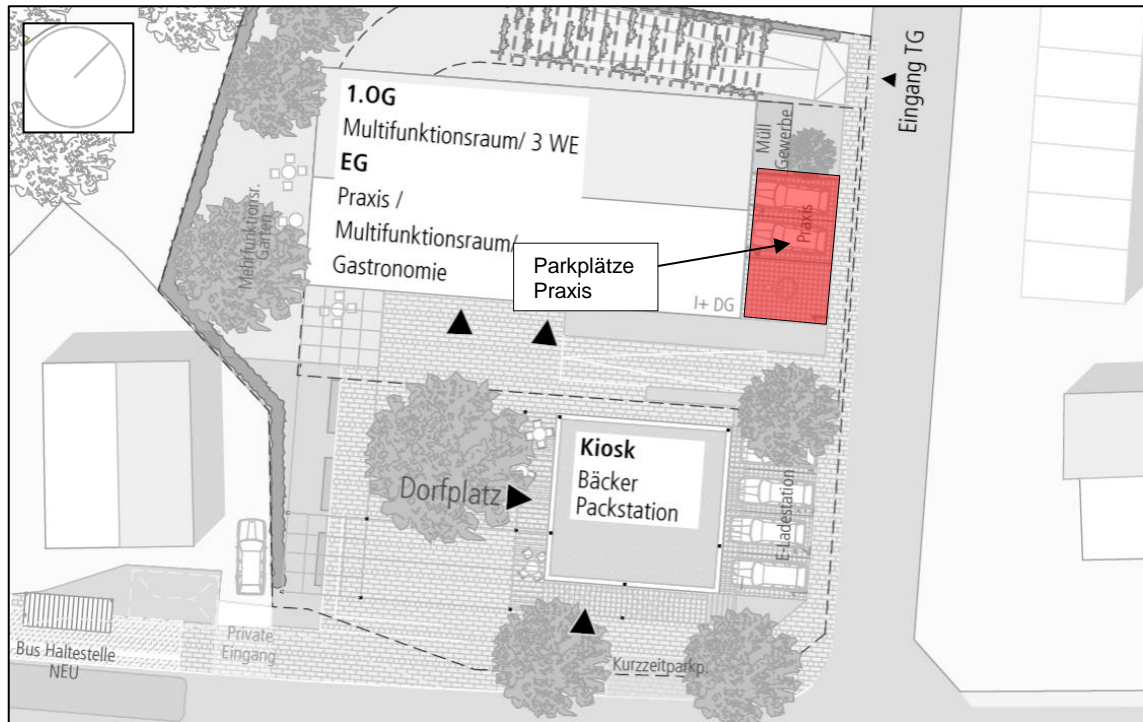 1.OG
Multifunktionsraum/ 3 WE
EG
Praxis /
Multifunktionsraum/
Gastronomie
Müll
Gewerbe
Eingang TG
Praxis
Parkplätze
Praxis
I+ DG
Mehrfunktionsr.
Garten
Kiosk
Bäcker
Packstation
Dorfplatz
E-Ladestation
Private
Eingang
Bus Haltestelle
NEU
Kurzzeitparkp.